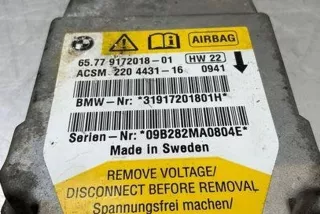 AIRBAG
65.77 9172018-01 HW 22
ACSM 220 4431-16 0941
BMW-Nr: *31917201801H*
Serien-Nr: *09B282MA0804E*
Made in Sweden
REMOVE VOLTAGE/
DISCONNECT BEFORE REMOVAL
Spannungsfrei machen/